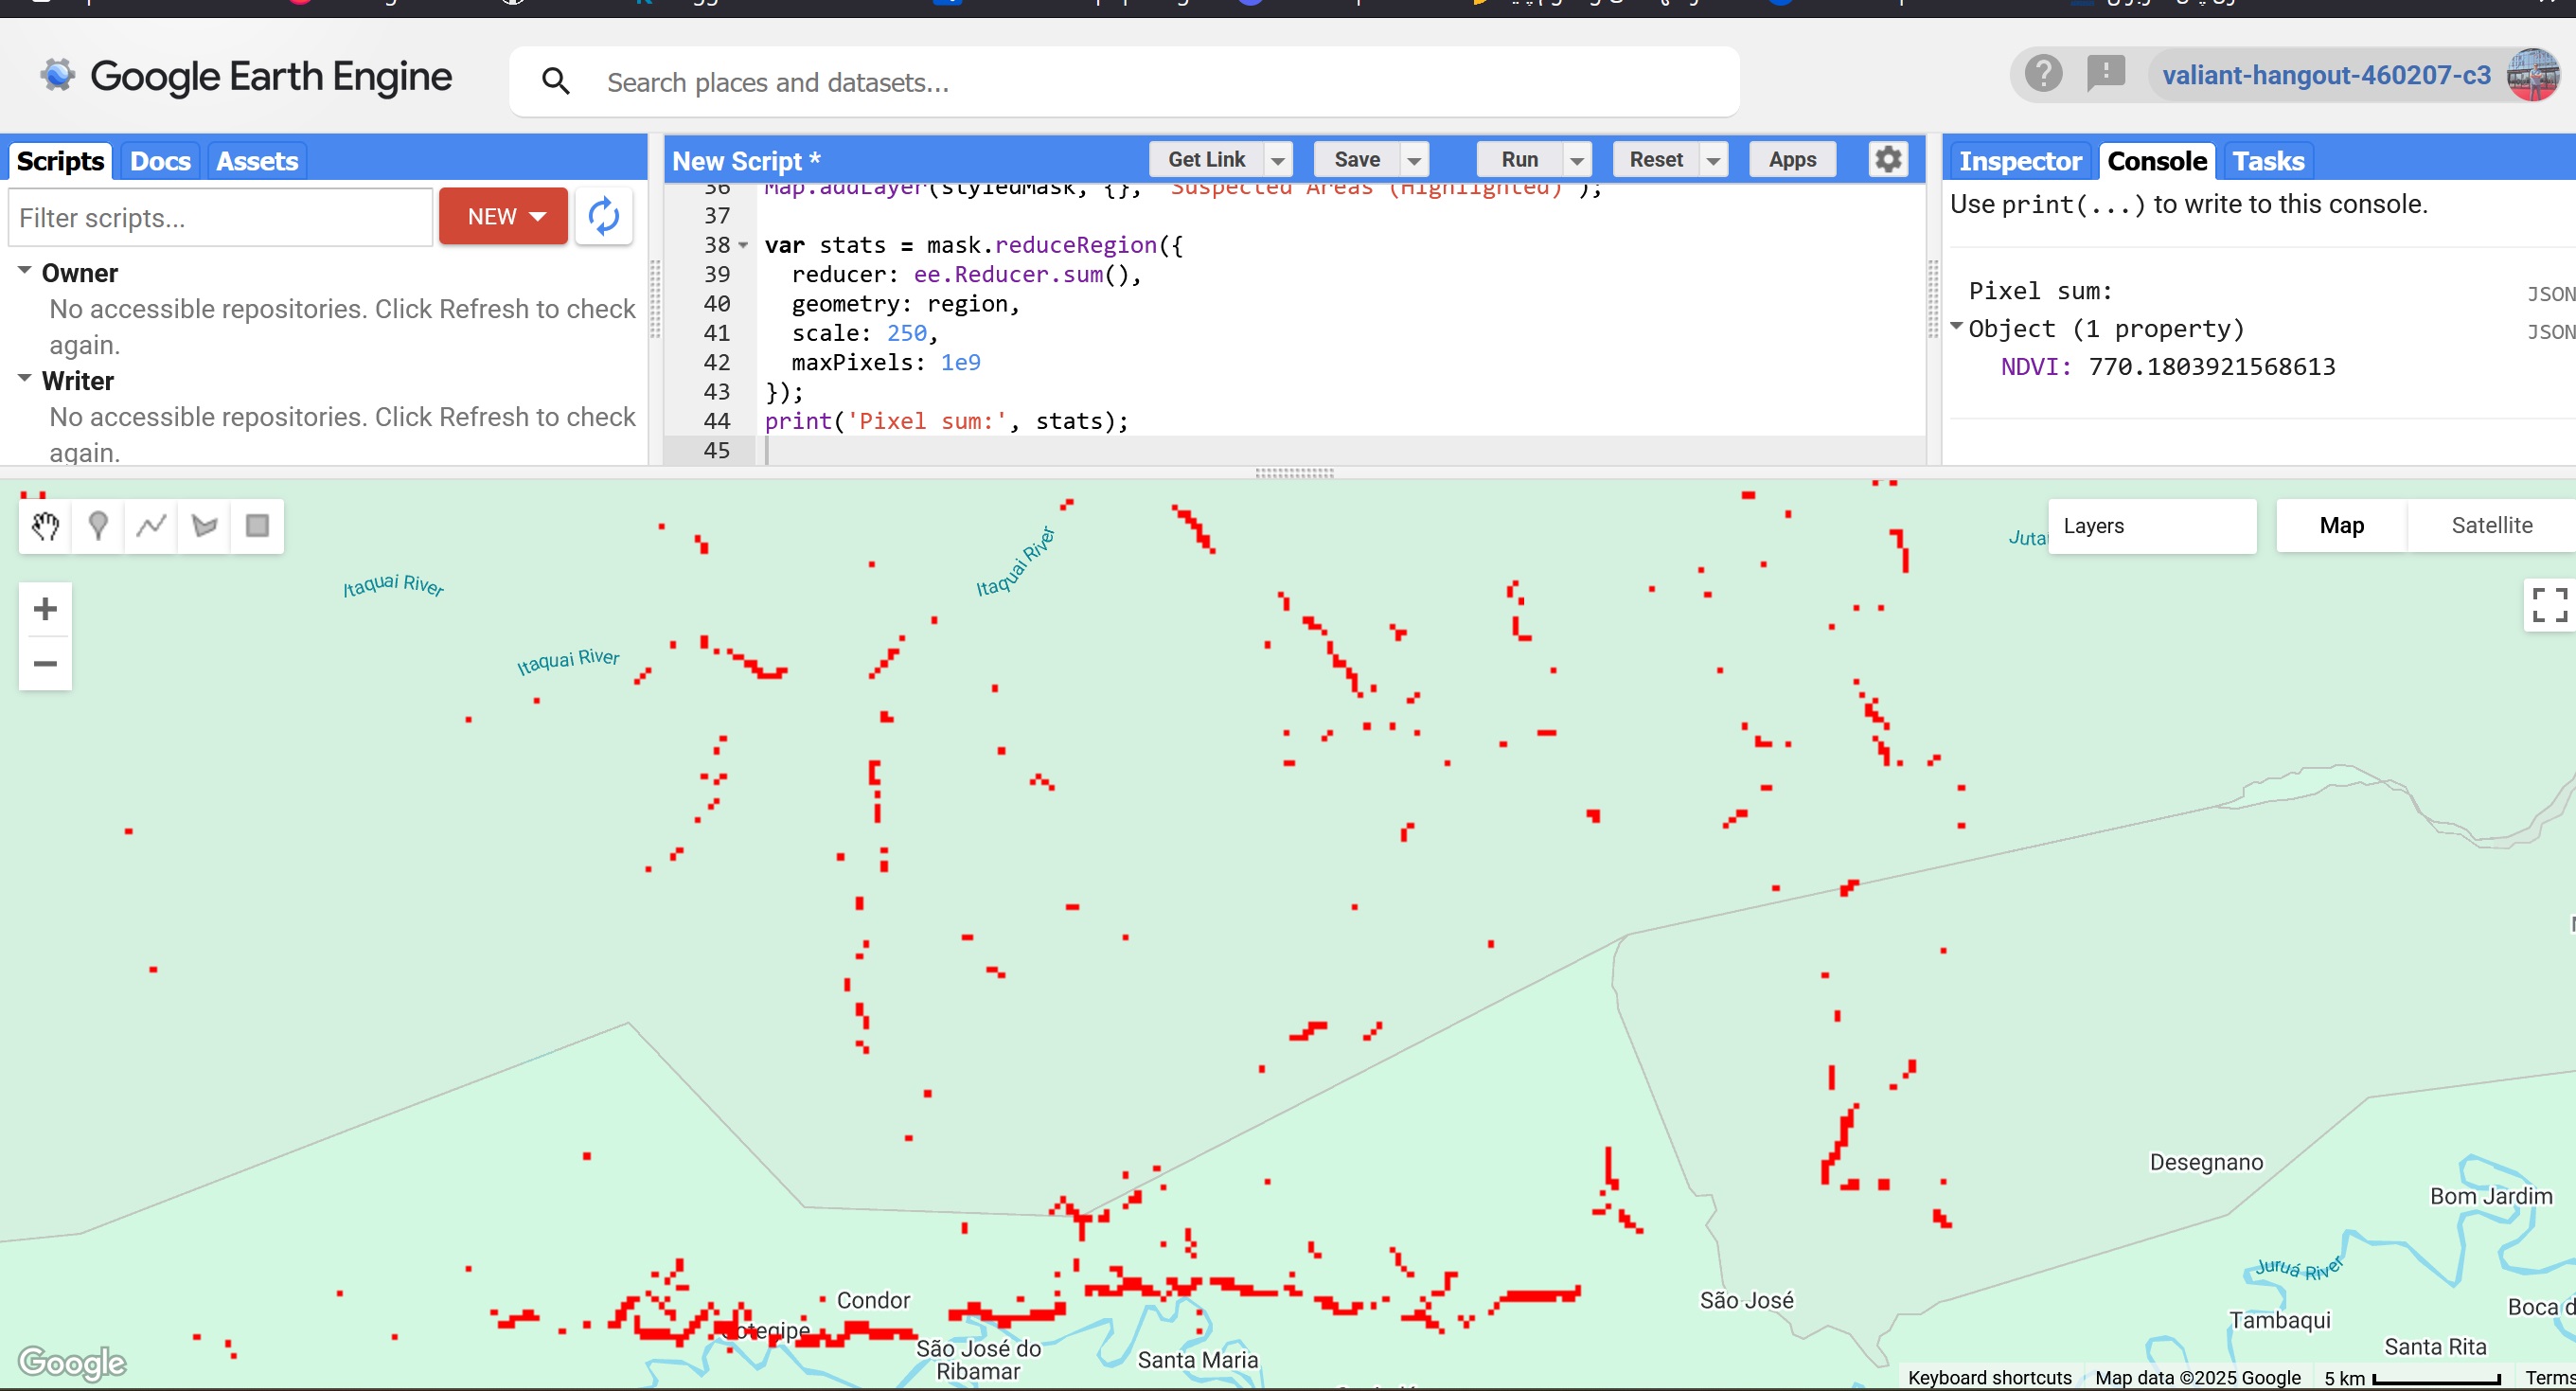 Google Earth Engine
Search places and datasets...
valiant-hangout-460207-c3
Scripts
Docs
Assets
New Script *
Get Link
Save
Run
Reset
Apps
Inspector
Console
Tasks
Filter scripts...
NEW
Owner
No accessible repositories. Click Refresh to check
again.
Writer
No accessible repositories. Click Refresh to check
again.
36 Map.addLayer(styledMask, {}, 'Suspected Areas (Highlighted)');
37
38 var stats = mask.reduceRegion({
39 reducer: ee.Reducer.sum(),
40 geometry: region,
41 scale: 250,
42 maxPixels: 1e9
43 });
44 print('Pixel sum:', stats);
45
Use print(...) to write to this console.
Pixel sum:
JSON
Object (1 property)
JSON
NDVI: 770.1803921568613
Layers
Map
Satellite
Itaquai River
Itaquai River
Itaquai River
Desegnano
Bom Jardim
Juruá River
Condor
São José
Tambaqui
São José do
Ribamar
Santa Maria
Santa Rita
Google
Keyboard shortcuts
Map data ©2025 Google
5 km